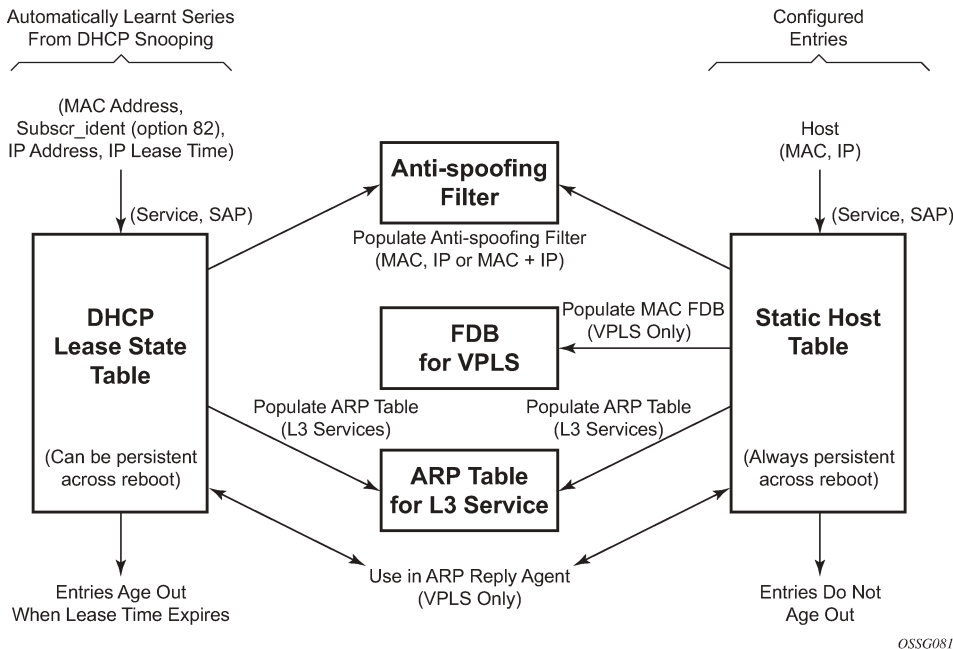 Automatically Learnt Series
From DHCP Snooping
Configured
Entries
(MAC Address,
Subscr_ident (option 82),
IP Address, IP Lease Time)
Host
(MAC, IP)
(Service, SAP)
(Service, SAP)
Anti-spoofing
Filter
Populate Anti-spoofing Filter
(MAC, IP or MAC + IP)
DHCP
Lease State
Table
(Can be persistent
across reboot)
Populate MAC FDB
(VPLS Only)
FDB
for VPLS
Static Host
Table
(Always persistent
across reboot)
Populate ARP Table
(L3 Services)
Populate ARP Table
(L3 Services)
ARP Table
for L3 Service
Use in ARP Reply Agent
(VPLS Only)
Entries Age Out
When Lease Time Expires
Entries Do Not
Age Out
OSSG081